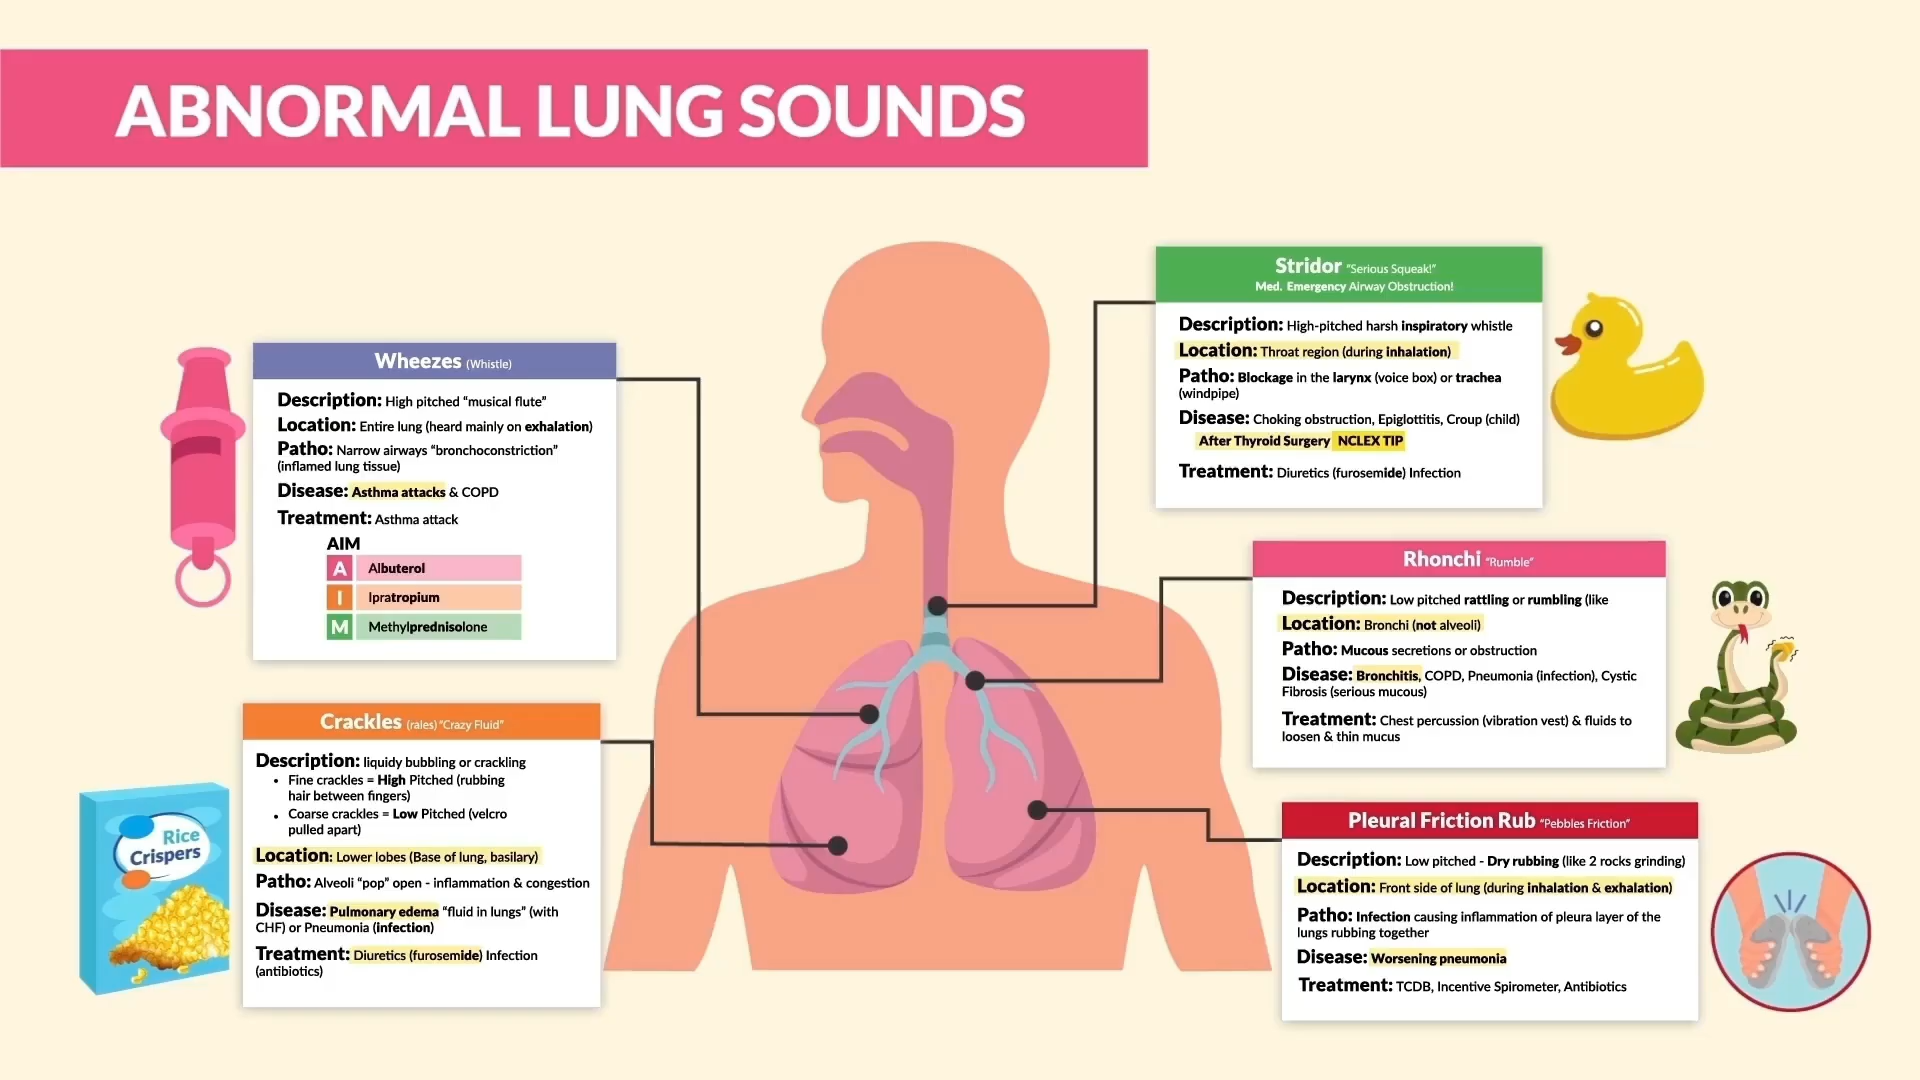 ABNORMAL LUNG SOUNDS
Wheezes (Whistle)
Description: High pitched “musical flute”
Location: Entire lung (heard mainly on exhalation)
Patho: Narrow airways “bronchoconstriction”
(inflamed lung tissue)
Disease: Asthma attacks & COPD
Treatment: Asthma attack
AIM
A Albuterol
I Ipratropium
M Methylprednisolone
Crackles (rales) “Crazy Fluid”
Description: liquidy bubbling or crackling
• Fine crackles = High Pitched (rubbing
hair between fingers)
• Coarse crackles = Low Pitched (velcro
pulled apart)
Location: Lower lobes (Base of lung, basilary)
Patho: Alveoli “pop” open - inflammation & congestion
Disease: Pulmonary edema “fluid in lungs” (with
CHF) or Pneumonia (infection)
Treatment: Diuretics (furosemide) Infection
(antibiotics)
Rice
Crispers
Stridor “Serious Squeak!”
Med. Emergency Airway Obstruction!
Description: High-pitched harsh inspiratory whistle
Location: Throat region (during inhalation)
Patho: Blockage in the larynx (voice box) or trachea
(windpipe)
Disease: Choking obstruction, Epiglottitis, Croup (child)
After Thyroid Surgery NCLEX TIP
Treatment: Diuretics (furosemide) Infection
Rhonchi “Rumble”
Description: Low pitched rattling or rumbling (like
Location: Bronchi (not alveoli)
Patho: Mucous secretions or obstruction
Disease: Bronchitis, COPD, Pneumonia (infection), Cystic
Fibrosis (serious mucous)
Treatment: Chest percussion (vibration vest) & fluids to
loosen & thin mucus
Pleural Friction Rub “Pebbles Friction”
Description: Low pitched - Dry rubbing (like 2 rocks grinding)
Location: Front side of lung (during inhalation & exhalation)
Patho: Infection causing inflammation of pleura layer of the
lungs rubbing together
Disease: Worsening pneumonia
Treatment: TCDB, Incentive Spirometer, Antibiotics